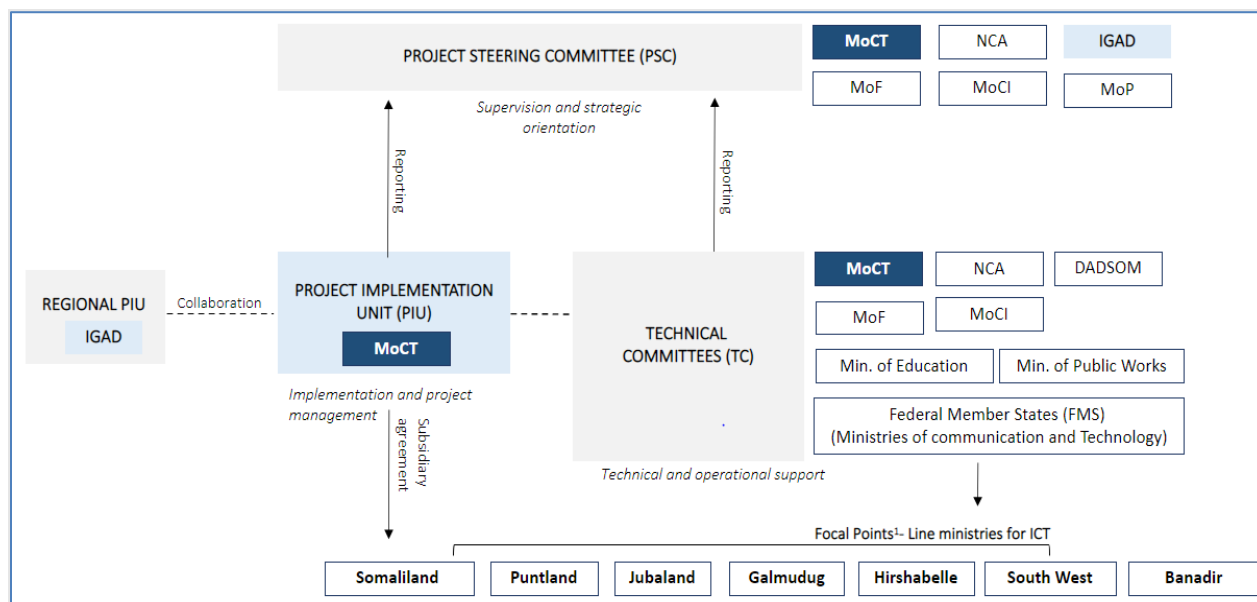 PROJECT STEERING COMMITTEE (PSC)
MoCT
NCA
IGAD
MoF
MoCI
MoP
Supervision and strategic
orientation
Reporting
Reporting
REGIONAL PIU
IGAD
Collaboration
PROJECT IMPLEMENTATION
UNIT (PIU)
MoCT
Implementation and project
management
TECHNICAL
COMMITTEES (TC)
Technical and operational support
MoCT
NCA
DADSOM
MoF
MoCI
Min. of Education
Min. of Public Works
Federal Member States (FMS)
(Ministries of communication and Technology)
Subsidiary
agreement
Focal Points¹- Line ministries for ICT
Somaliland
Puntland
Jubaland
Galmudug
Hirshabelle
South West
Banadir